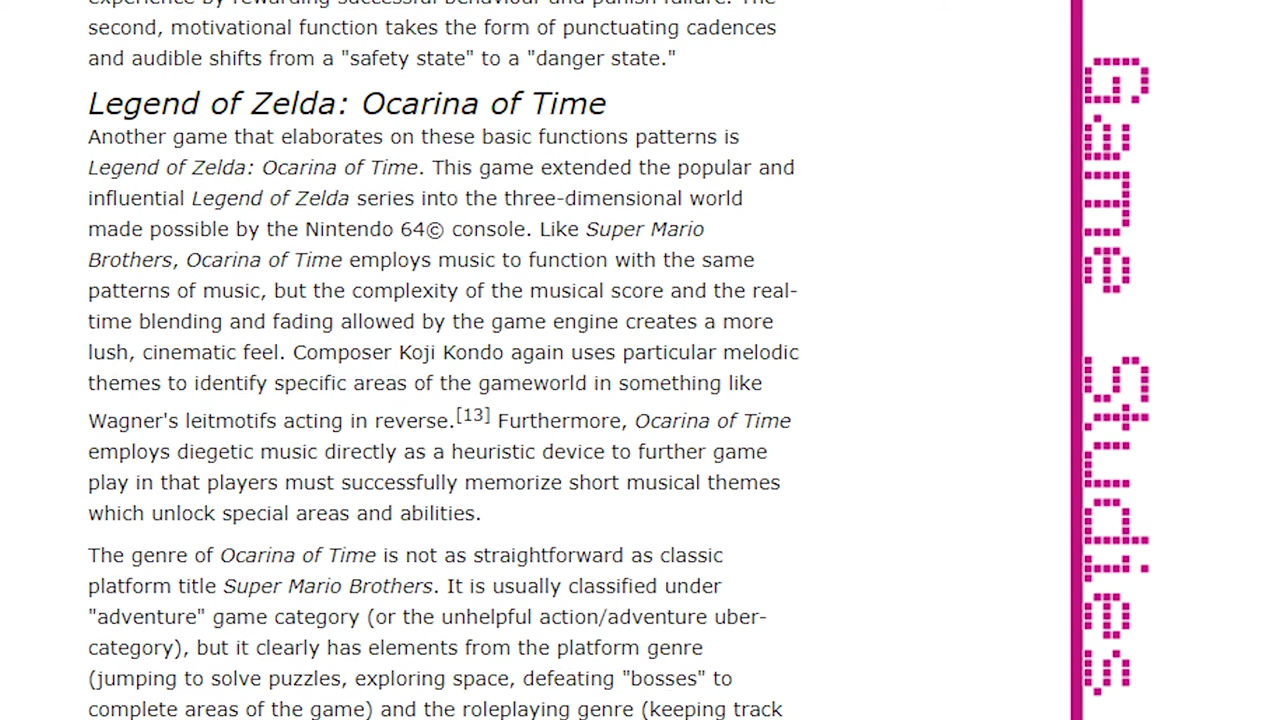 experience by rewarding successful behaviour and punish failure. The
second, motivational function takes the form of punctuating cadences
and audible shifts from a "safety state" to a "danger state."
Legend of Zelda: Ocarina of Time
Another game that elaborates on these basic functions patterns is
Legend of Zelda: Ocarina of Time. This game extended the popular and
influential Legend of Zelda series into the three-dimensional world
made possible by the Nintendo 64© console. Like Super Mario
Brothers, Ocarina of Time employs music to function with the same
patterns of music, but the complexity of the musical score and the real-
time blending and fading allowed by the game engine creates a more
lush, cinematic feel. Composer Koji Kondo again uses particular melodic
themes to identify specific areas of the gameworld in something like
Wagner's leitmotifs acting in reverse.[13] Furthermore, Ocarina of Time
employs diegetic music directly as a heuristic device to further game
play in that players must successfully memorize short musical themes
which unlock special areas and abilities.
The genre of Ocarina of Time is not as straightforward as classic
platform title Super Mario Brothers. It is usually classified under
"adventure" game category (or the unhelpful action/adventure uber-
category), but it clearly has elements from the platform genre
(jumping to solve puzzles, exploring space, defeating "bosses" to
complete areas of the game) and the roleplaying genre (keeping track
Game Studies